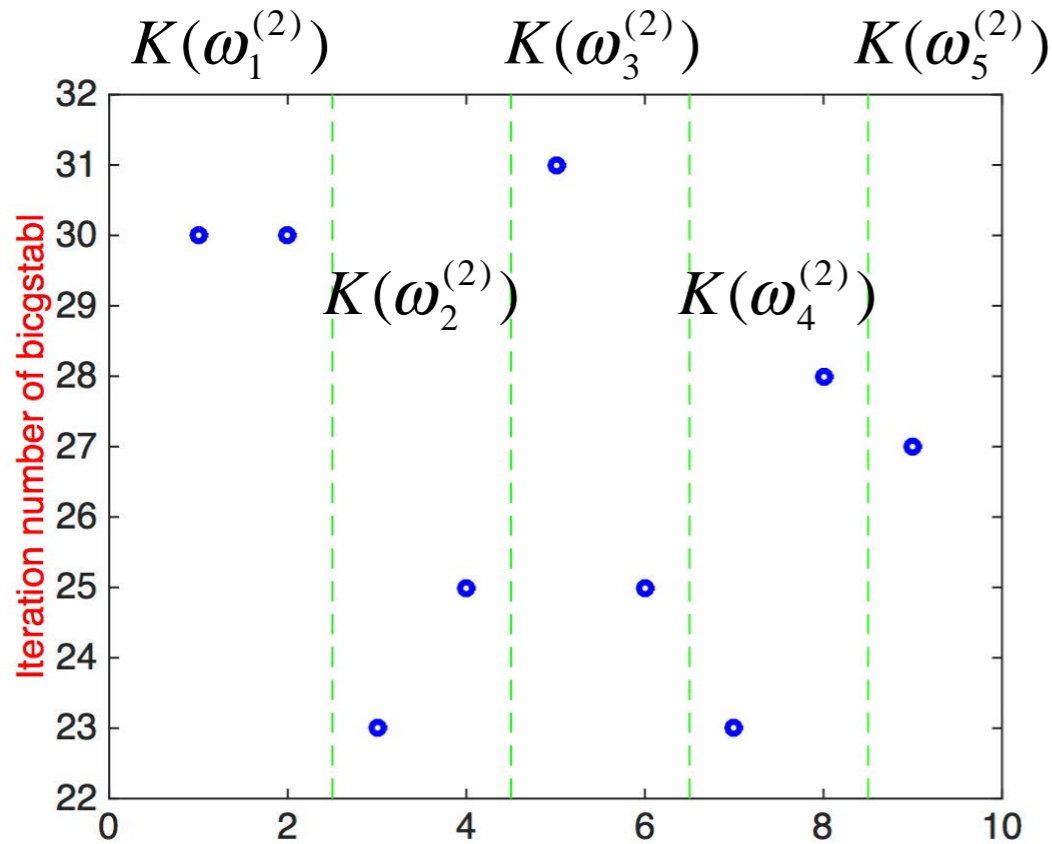 K(ω₁⁽²⁾) K(ω₃⁽²⁾) K(ω₅⁽²⁾)
K(ω₂⁽²⁾) K(ω₄⁽²⁾)
Iteration number of bicgstabl
32
31
30
29
28
27
26
25
24
23
22
0 2 4 6 8 10